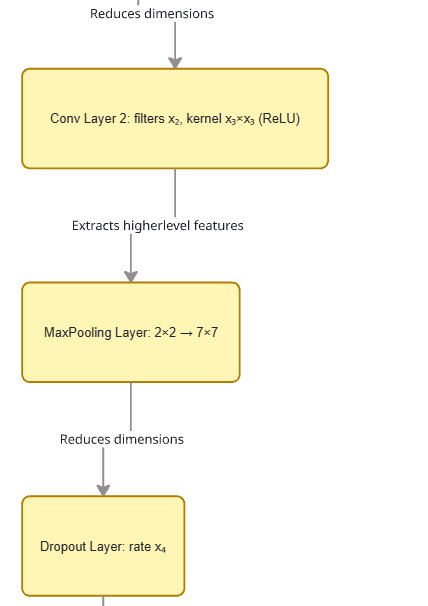 Reduces dimensions
Conv Layer 2: filters x₂, kernel x₃×x₃ (ReLU)
Extracts higherlevel features
MaxPooling Layer: 2×2 → 7×7
Reduces dimensions
Dropout Layer: rate x₄